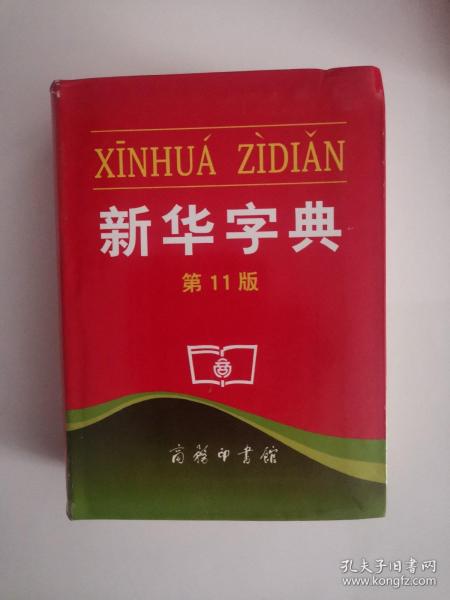 XĪNHUÁ ZÌDIǍN
新华字典
第11版
商
商務印書館
孔夫子旧书网
www.kongfz.com